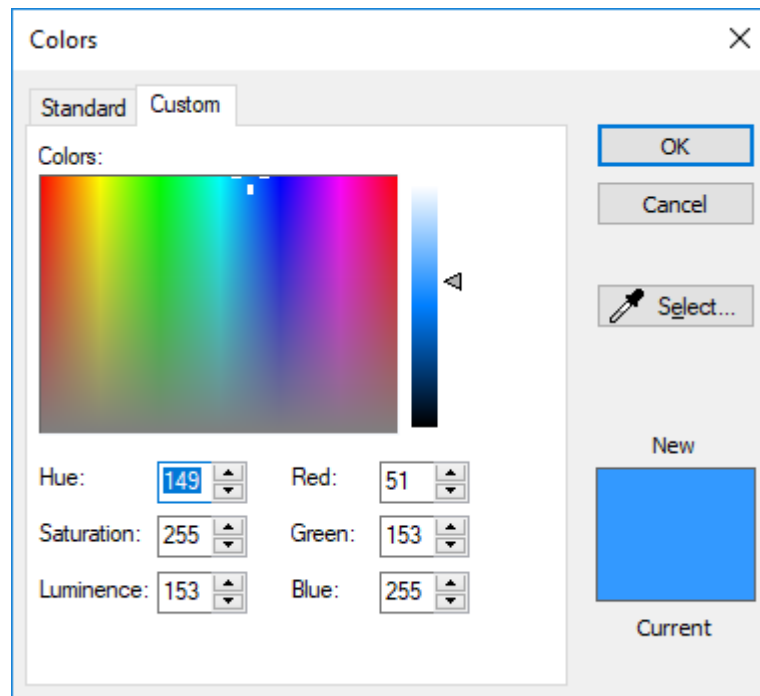 Colors
Standard
Custom
Colors:
OK
Cancel
Select...
Hue: 149 Red: 51
Saturation: 255 Green: 153
Luminence: 153 Blue: 255
New
Current